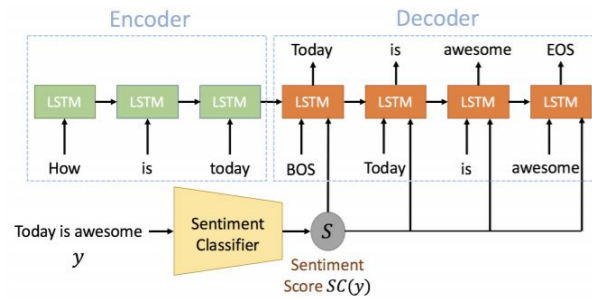 Encoder
Decoder
Today
is
awesome
EOS
LSTM
LSTM
LSTM
LSTM
LSTM
LSTM
LSTM
How
is
today
BOS
Today
is
awesome
Today is awesome
y
Sentiment
Classifier
S
Sentiment
Score SC(y)